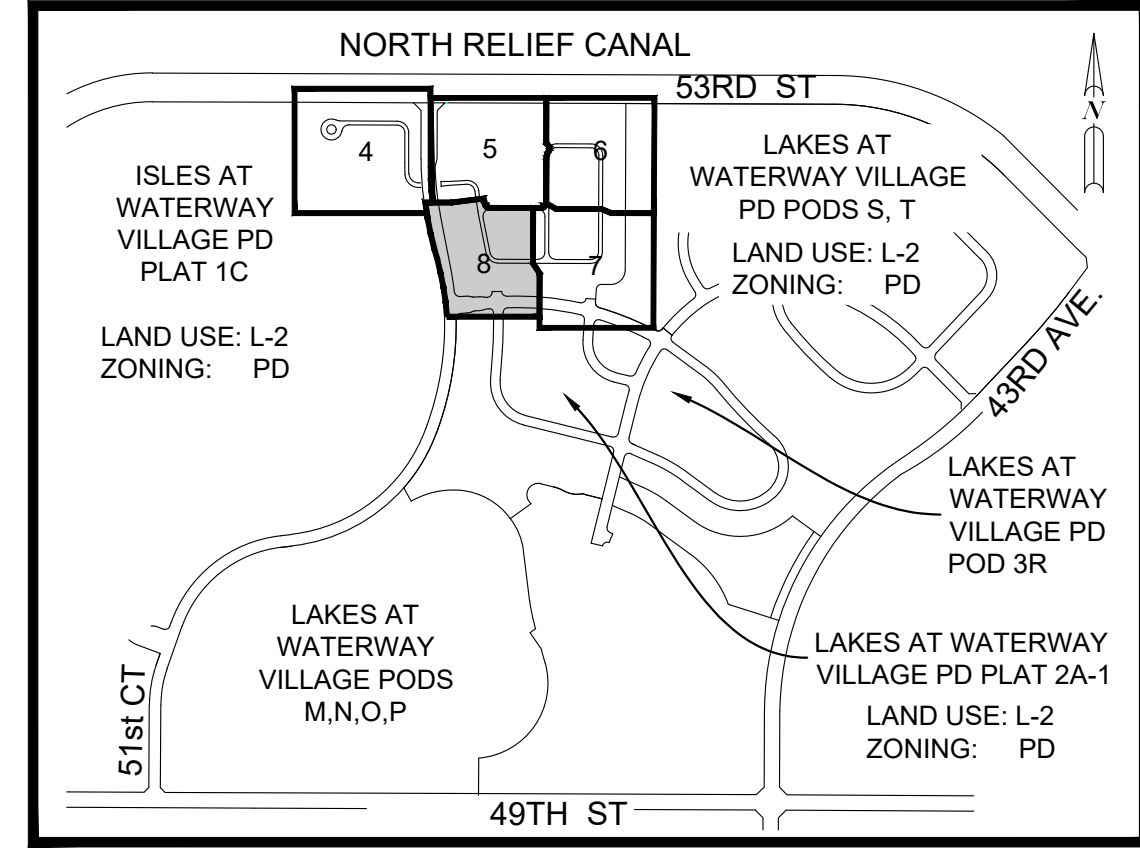 NORTH RELIEF CANAL
53RD ST
N
4
5
6
7
8
ISLES AT
WATERWAY
VILLAGE PD
PLAT 1C
LAND USE: L-2
ZONING: PD
LAKES AT
WATERWAY VILLAGE
PD PODS S, T
LAND USE: L-2
ZONING: PD
43RD AVE.
LAKES AT
WATERWAY
VILLAGE PD
POD 3R
LAKES AT
WATERWAY
VILLAGE PODS
M,N,O,P
LAKES AT WATERWAY
VILLAGE PD PLAT 2A-1
LAND USE: L-2
ZONING: PD
51st CT
49TH ST